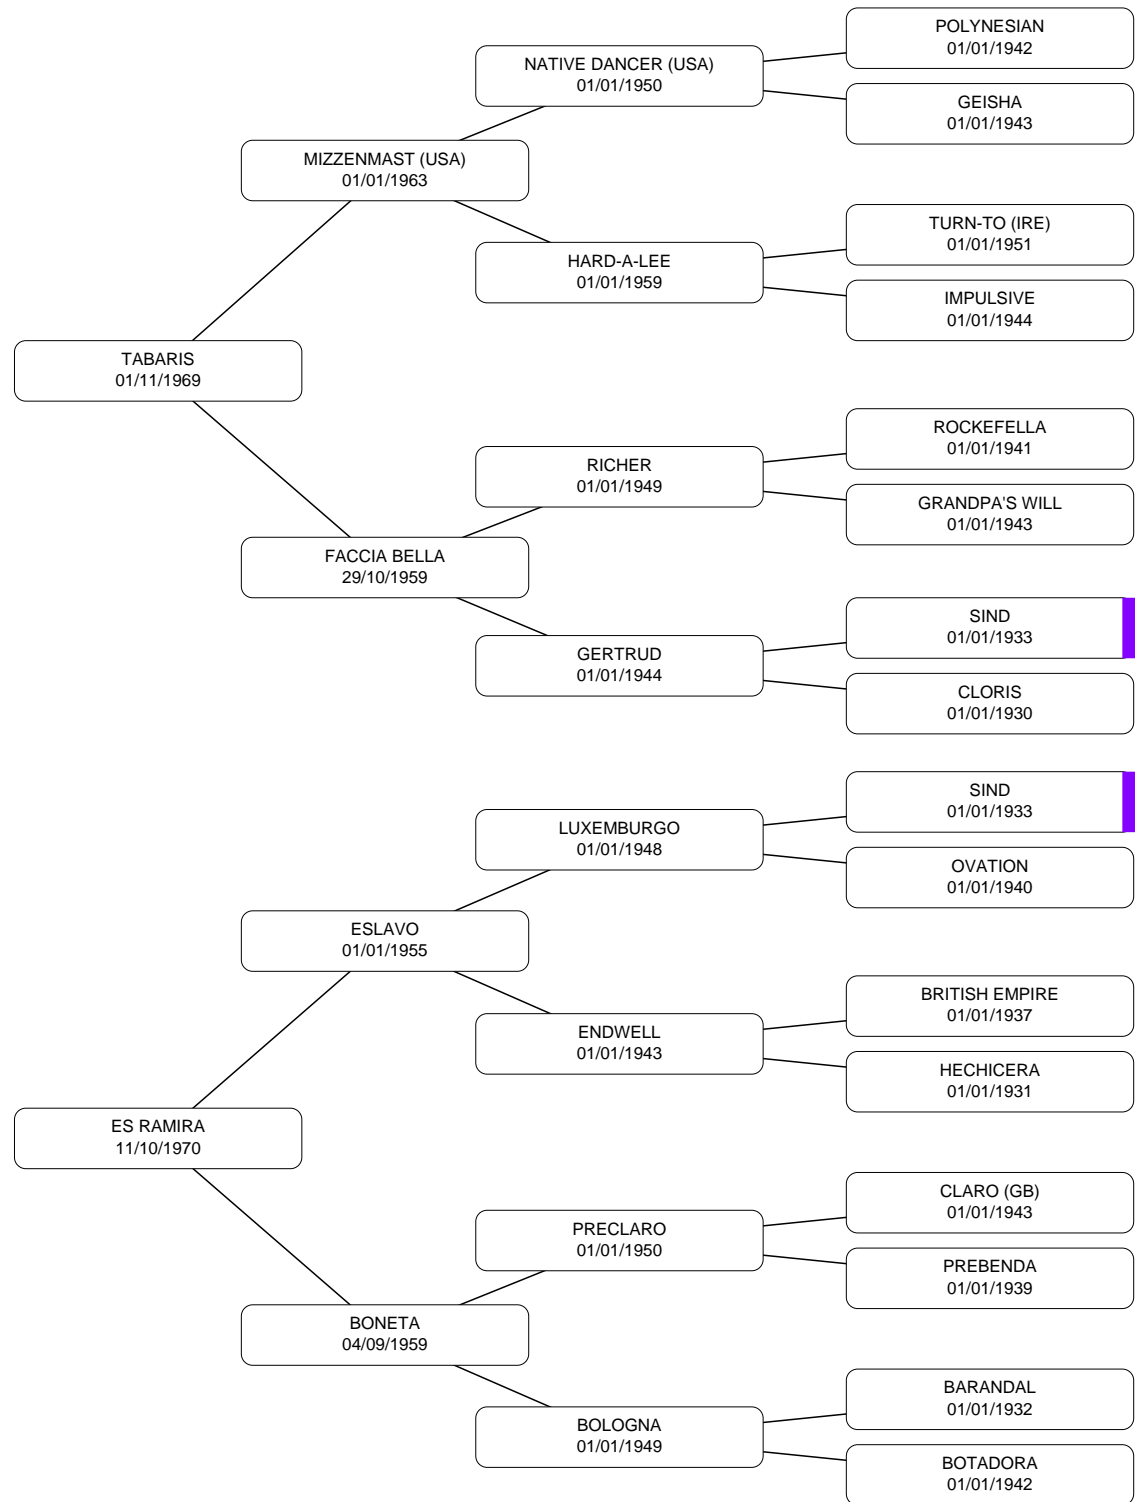 POLYNESIAN
01/01/1942
NATIVE DANCER (USA)
01/01/1950
GEISHA
01/01/1943
MIZZENMAST (USA)
01/01/1963
TURN-TO (IRE)
01/01/1951
HARD-A-LEE
01/01/1959
IMPULSIVE
01/01/1944
TABARIS
01/11/1969
ROCKEFELLA
01/01/1941
RICHER
01/01/1949
GRANDPA'S WILL
01/01/1943
FACCIA BELLA
29/10/1959
SIND
01/01/1933
GERTRUD
01/01/1944
CLORIS
01/01/1930
SIND
01/01/1933
LUXEMBURGO
01/01/1948
OVATION
01/01/1940
ESLAVO
01/01/1955
BRITISH EMPIRE
01/01/1937
ENDWELL
01/01/1943
HECHICERA
01/01/1931
ES RAMIRA
11/10/1970
CLARO (GB)
01/01/1943
PRECLARO
01/01/1950
PREBENDA
01/01/1939
BONETA
04/09/1959
BARANDAL
01/01/1932
BOLOGNA
01/01/1949
BOTADORA
01/01/1942